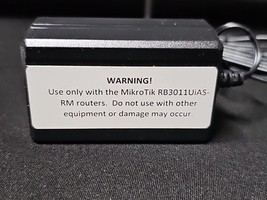 WARNING!
Use only with the MikroTik RB3011UiAS-
RM routers. Do not use with other
equipment or damage may occur